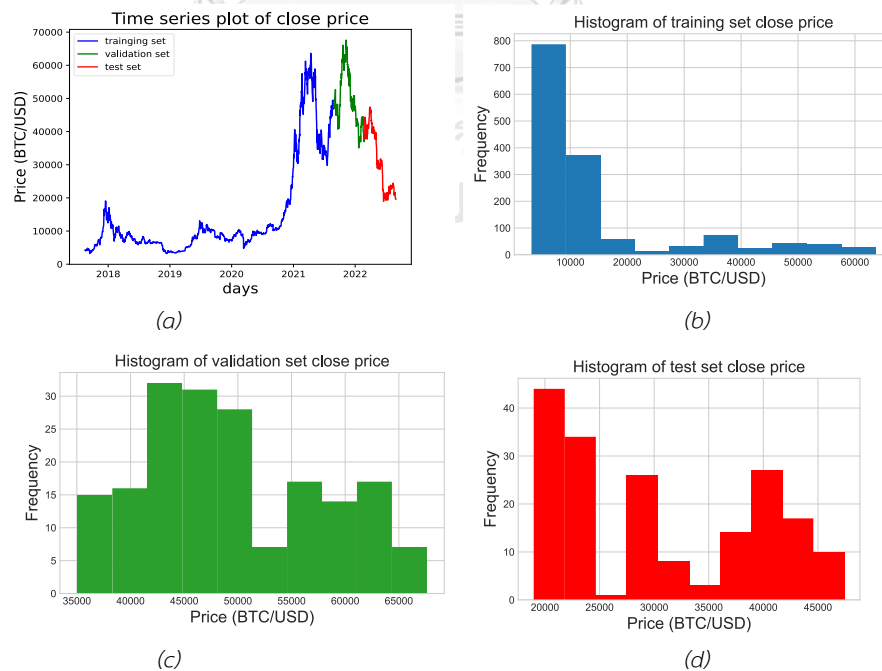 Time series plot of close price
70000
60000
50000
40000
30000
20000
10000
0
Price (BTC/USD)
trainging set
validation set
test set
2018 2019 2020 2021 2022
days
(a)
Histogram of training set close price
800
700
600
500
400
300
200
100
0
Frequency
10000 20000 30000 40000 50000 60000
Price (BTC/USD)
(b)
Histogram of validation set close price
30
25
20
15
10
5
0
Frequency
35000 40000 45000 50000 55000 60000 65000
Price (BTC/USD)
(c)
Histogram of test set close price
40
30
20
10
0
Frequency
20000 25000 30000 35000 40000 45000
Price (BTC/USD)
(d)